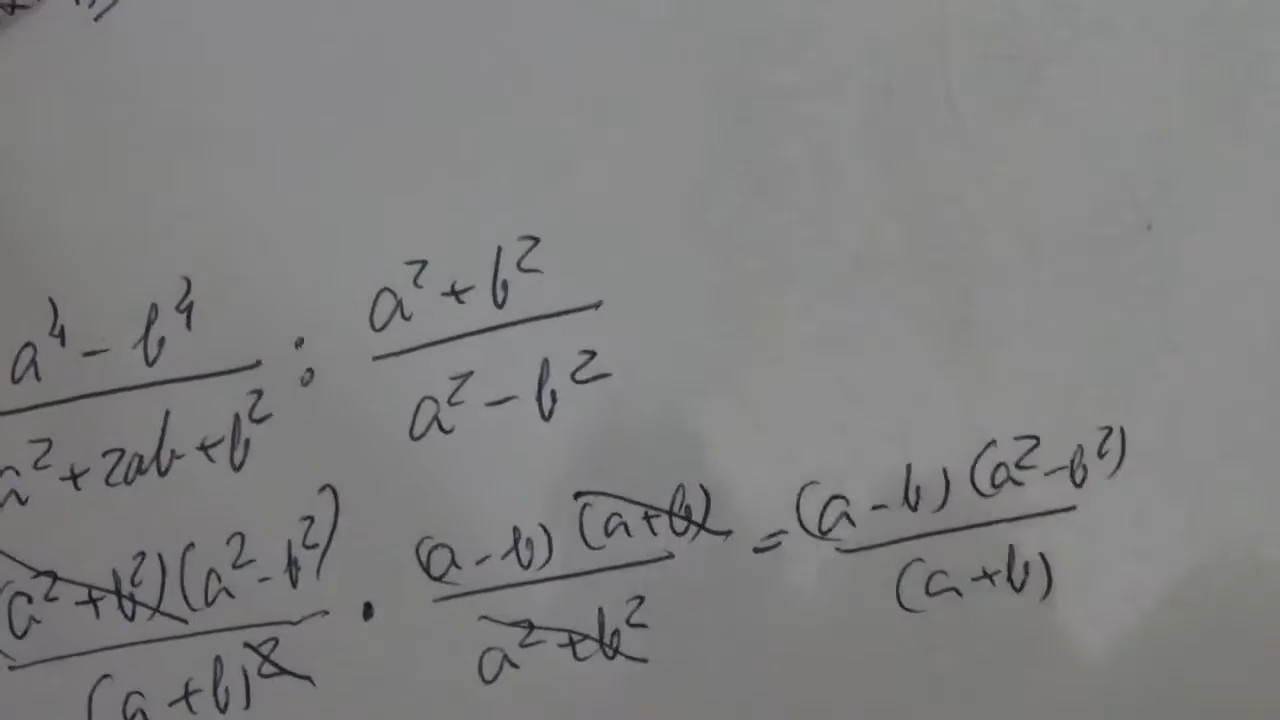 a⁴ - b⁴ / a² + 2ab + b² : a² + b² / a² - b²
(a² + b²)(a² - b²) / (a + b)² · (a - b)(a + b) / a² + b² = (a - b)(a² - b²) / (a + b)